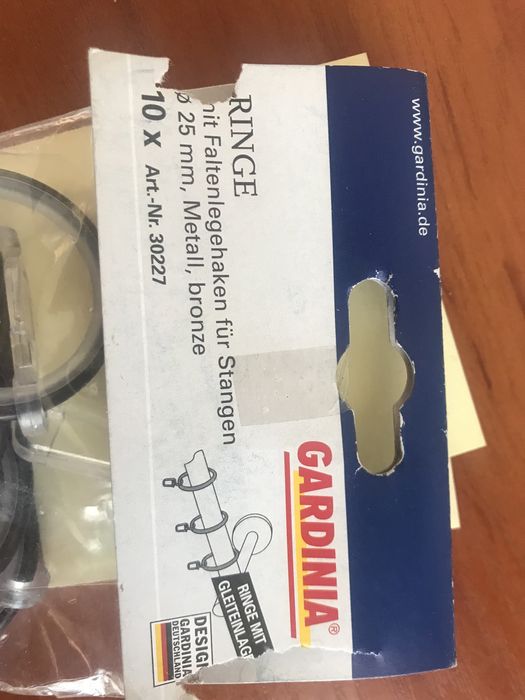 www.gardinia.de
GARDINIA®
RINGE
mit Faltenlegehaken für Stangen
ø 25 mm, Metall, bronze
10 x Art.-Nr. 30227
RINGE MIT
GLEITEINLAGE
DESIGN
GARDINIA
DEUTSCHLAND